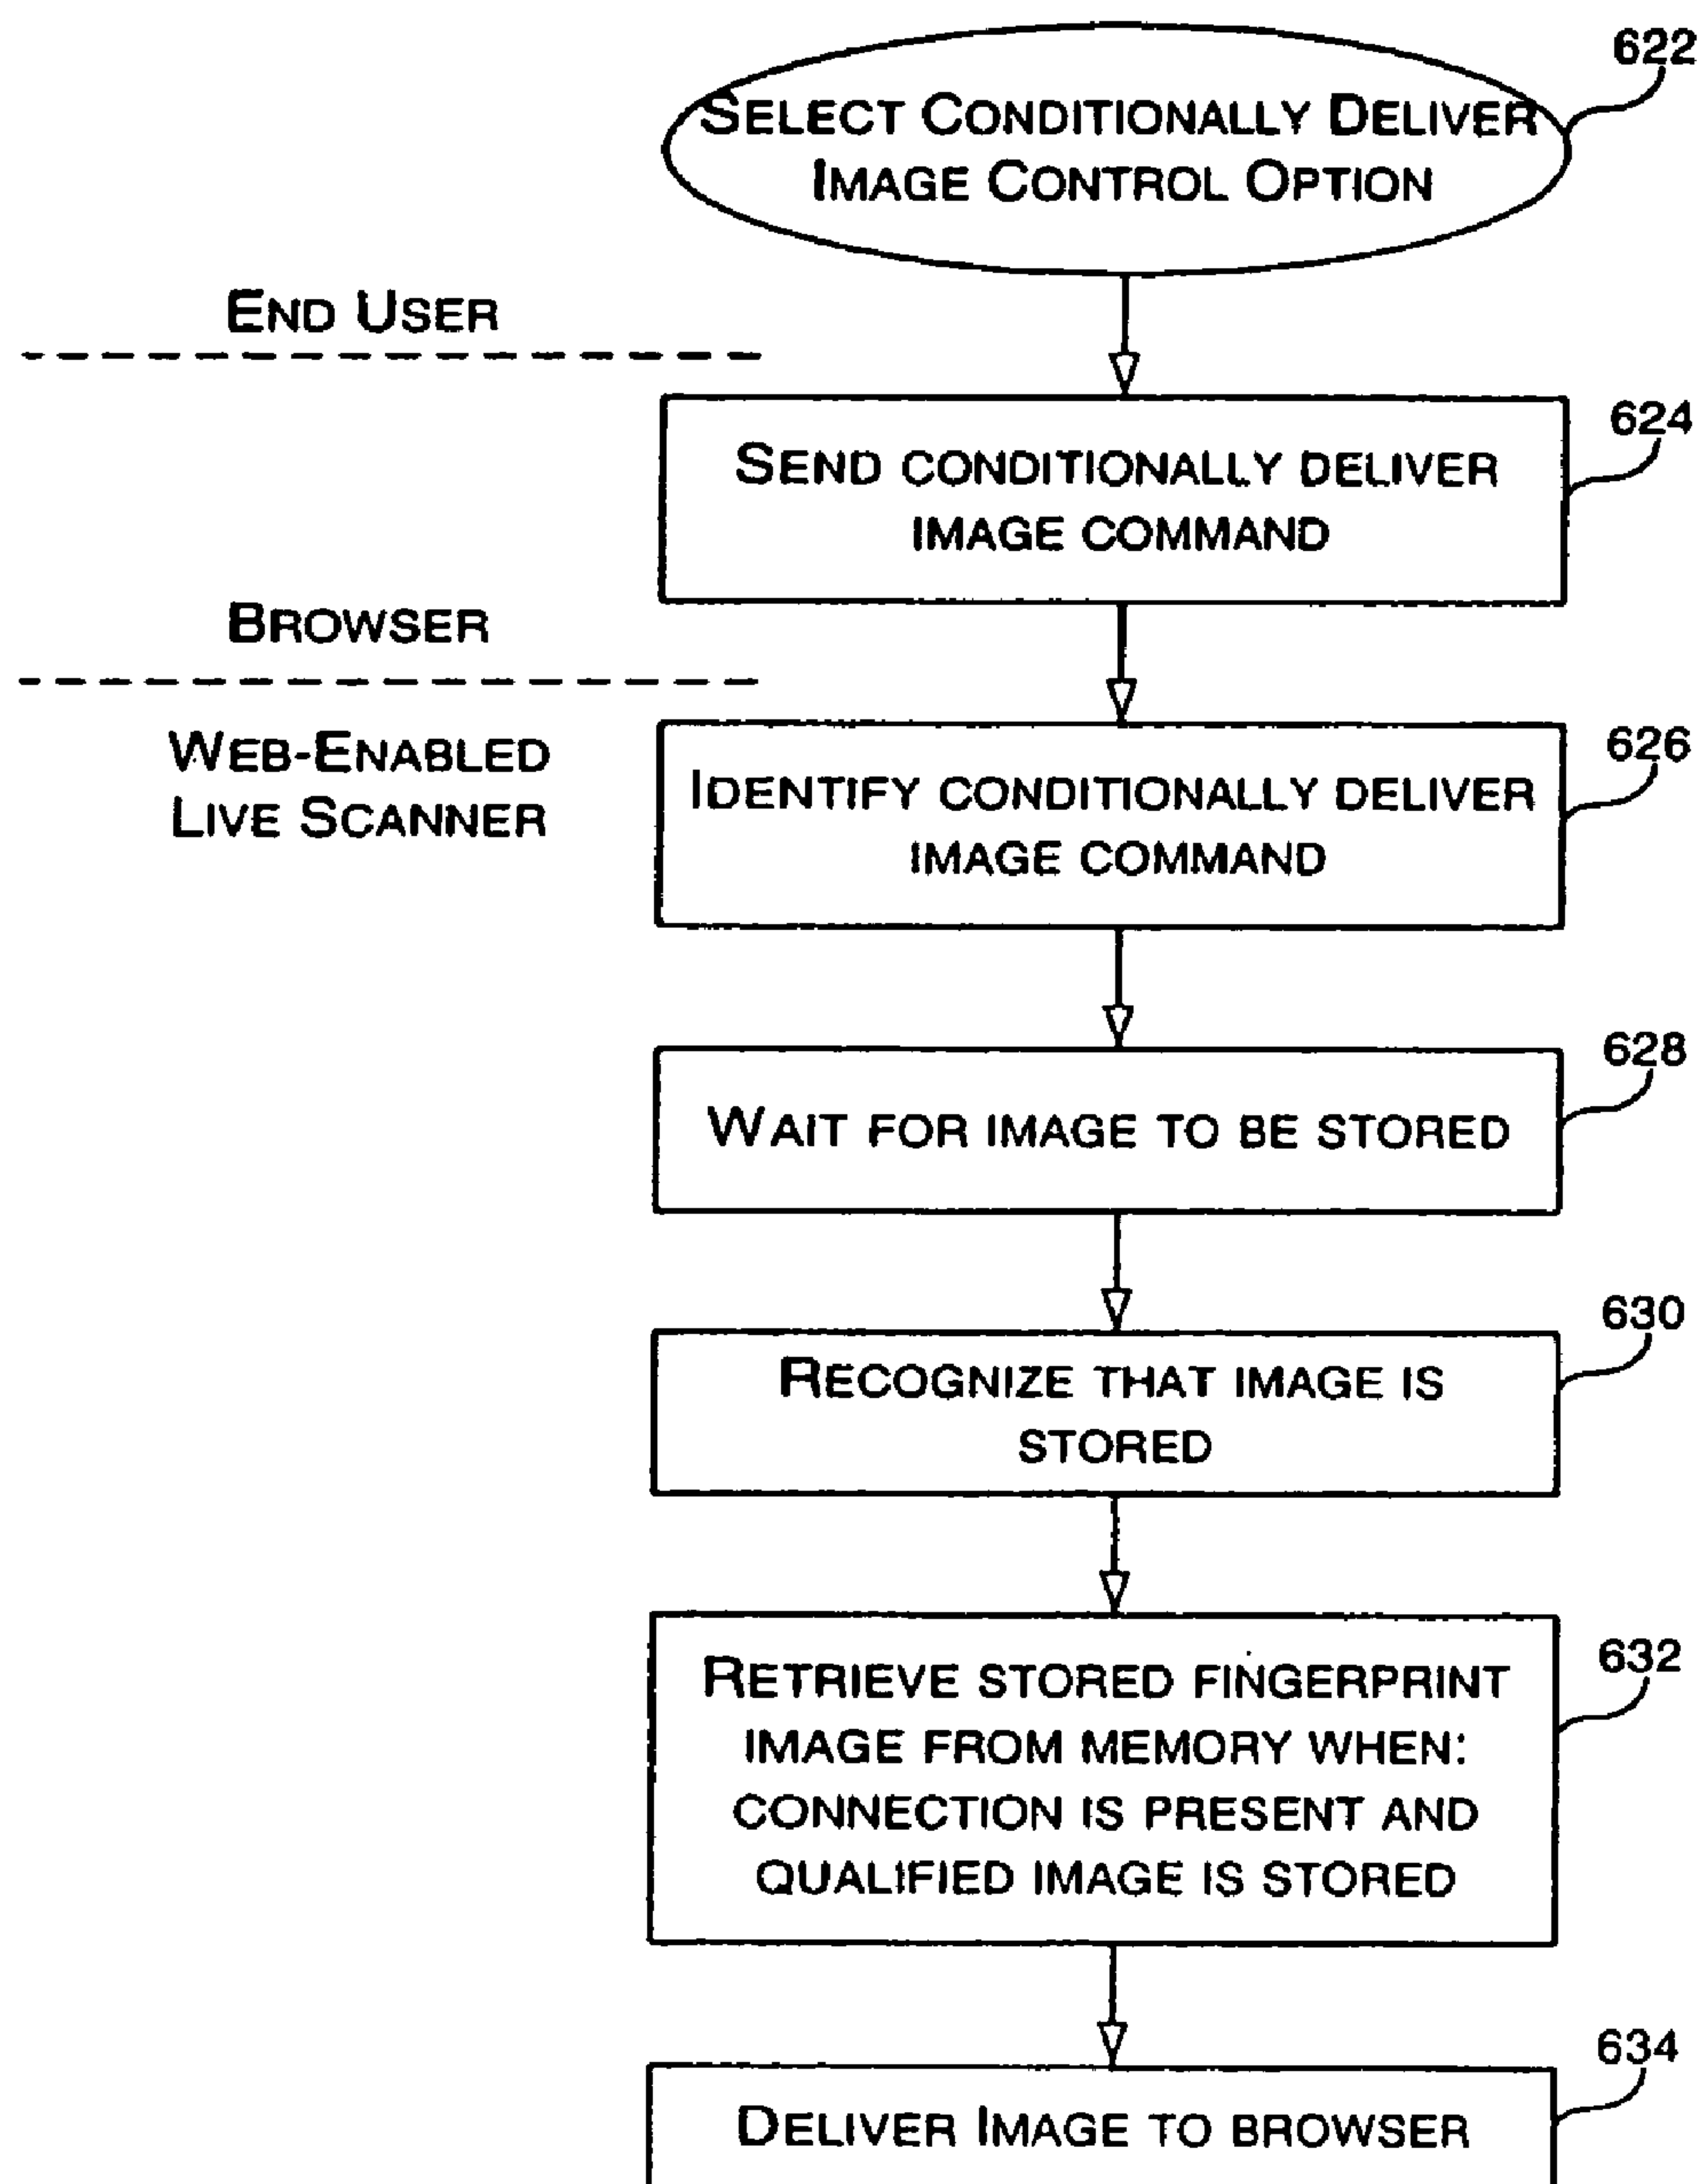 622
SELECT CONDITIONALLY DELIVER
IMAGE CONTROL OPTION
END USER
624
SEND CONDITIONALLY DELIVER
IMAGE COMMAND
BROWSER
WEB-ENABLED
LIVE SCANNER
626
IDENTIFY CONDITIONALLY DELIVER
IMAGE COMMAND
628
WAIT FOR IMAGE TO BE STORED
630
RECOGNIZE THAT IMAGE IS
STORED
632
RETRIEVE STORED FINGERPRINT
IMAGE FROM MEMORY WHEN:
CONNECTION IS PRESENT AND
QUALIFIED IMAGE IS STORED
634
DELIVER IMAGE TO BROWSER